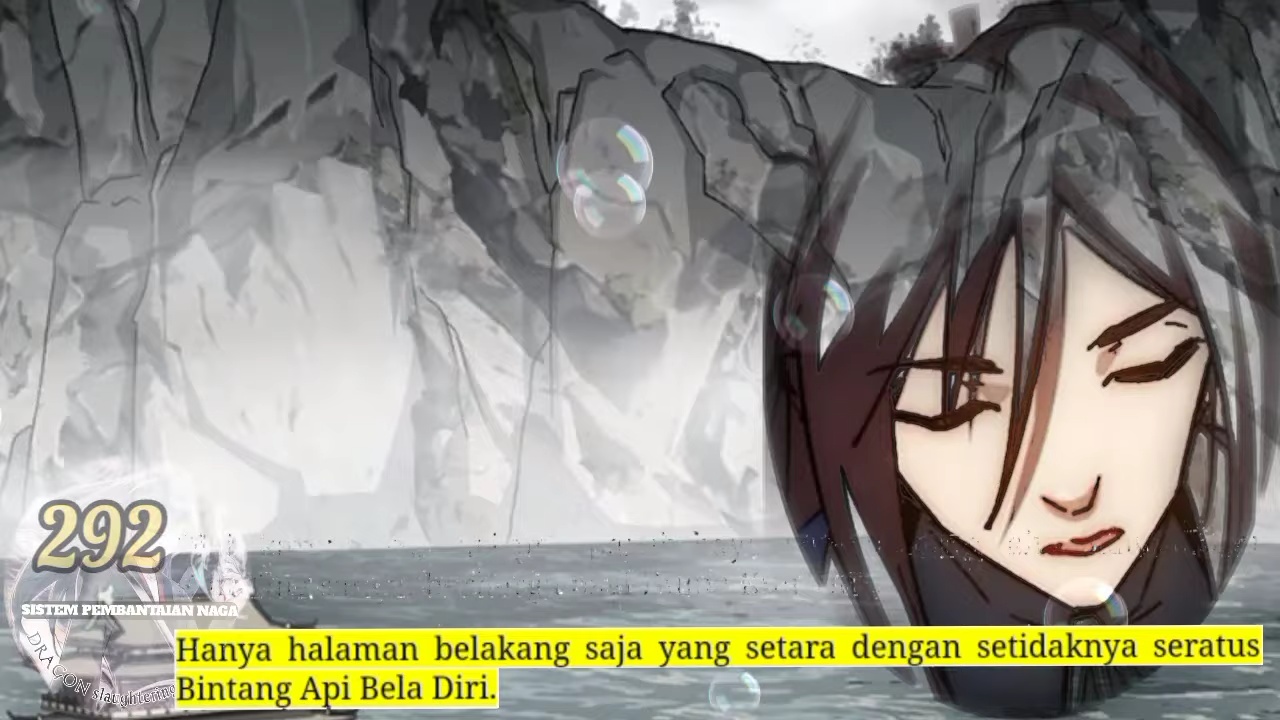 292
SISTEM PEMBANTAIAN NAGA
DRAGON slaughtering
Hanya halaman belakang saja yang setara dengan setidaknya seratus
Bintang Api Bela Diri.